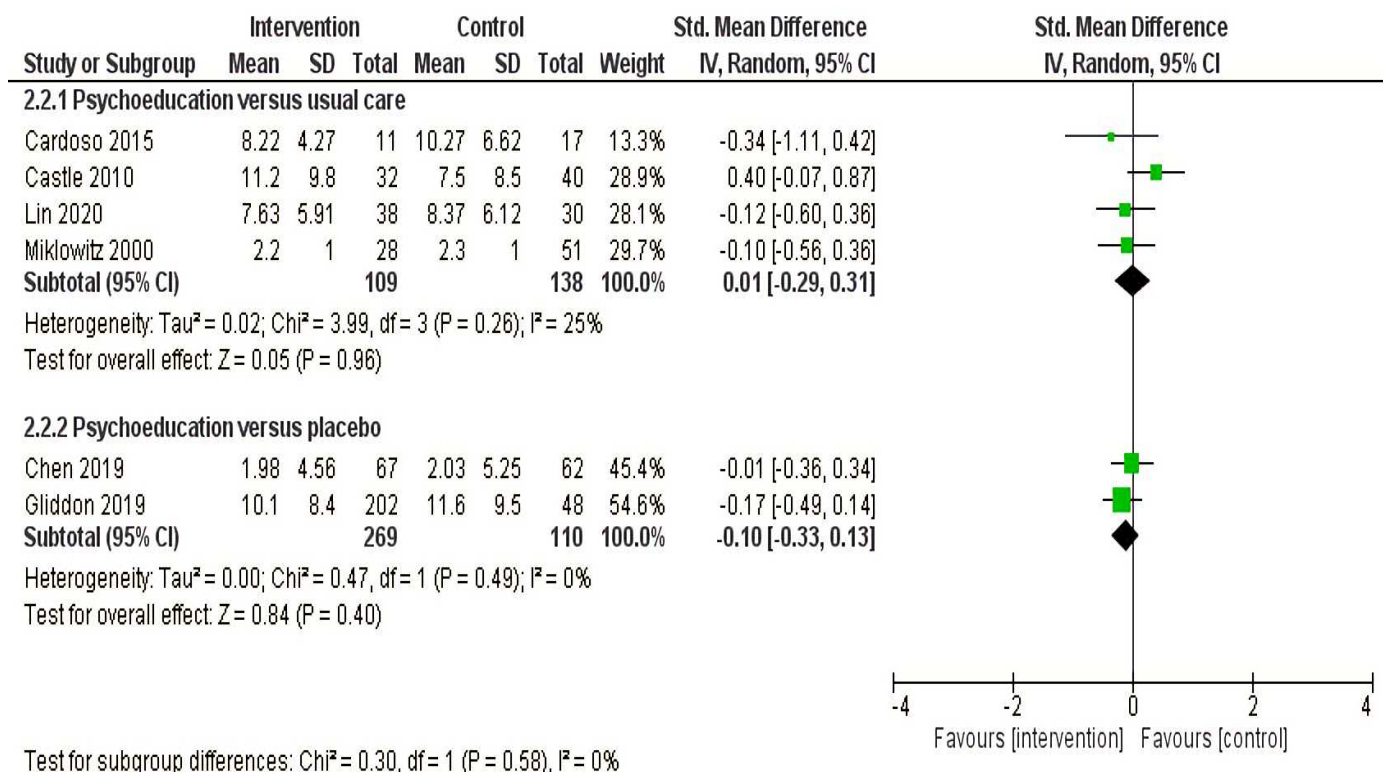 Intervention Control Std. Mean Difference Std. Mean Difference
Study or Subgroup Mean SD Total Mean SD Total Weight IV, Random, 95% CI IV, Random, 95% CI
2.2.1 Psychoeducation versus usual care
Cardoso 2015 8.22 4.27 11 10.27 6.62 17 13.3% -0.34 [-1.11, 0.42]
Castle 2010 11.2 9.8 32 7.5 8.5 40 28.9% 0.40 [-0.07, 0.87]
Lin 2020 7.63 5.91 38 8.37 6.12 30 28.1% -0.12 [-0.60, 0.36]
Miklowitz 2000 2.2 1 28 2.3 1 51 29.7% -0.10 [-0.56, 0.36]
Subtotal (95% CI) 109 138 100.0% 0.01 [-0.29, 0.31]
Heterogeneity: Tau² = 0.02; Chi² = 3.99, df = 3 (P = 0.26); I² = 25%
Test for overall effect: Z = 0.05 (P = 0.96)
2.2.2 Psychoeducation versus placebo
Chen 2019 1.98 4.56 67 2.03 5.25 62 45.4% -0.01 [-0.36, 0.34]
Gliddon 2019 10.1 8.4 202 11.6 9.5 48 54.6% -0.17 [-0.49, 0.14]
Subtotal (95% CI) 269 110 100.0% -0.10 [-0.33, 0.13]
Heterogeneity: Tau² = 0.00; Chi² = 0.47, df = 1 (P = 0.49); I² = 0%
Test for overall effect: Z = 0.84 (P = 0.40)
-4 -2 0 2 4
Favours [intervention] Favours [control]
Test for subgroup differences: Chi² = 0.30, df = 1 (P = 0.58), I² = 0%